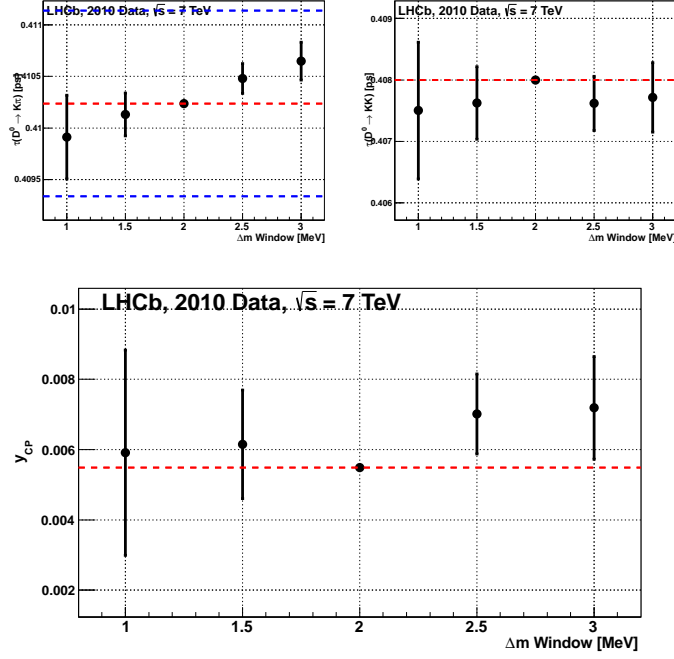 LHCb, 2010 Data, √s = 7 TeV
τ(D⁰ → Kπ) [ps]
0.411
0.4105
0.41
0.4095
1 1.5 2 2.5 3
Δm Window [MeV]
LHCb, 2010 Data, √s = 7 TeV
τ(D⁰ → KK) [ps]
0.409
0.408
0.407
0.406
1 1.5 2 2.5 3
Δm Window [MeV]
LHCb, 2010 Data, √s = 7 TeV
y_CP
0.01
0.008
0.006
0.004
0.002
1 1.5 2 2.5 3
Δm Window [MeV]